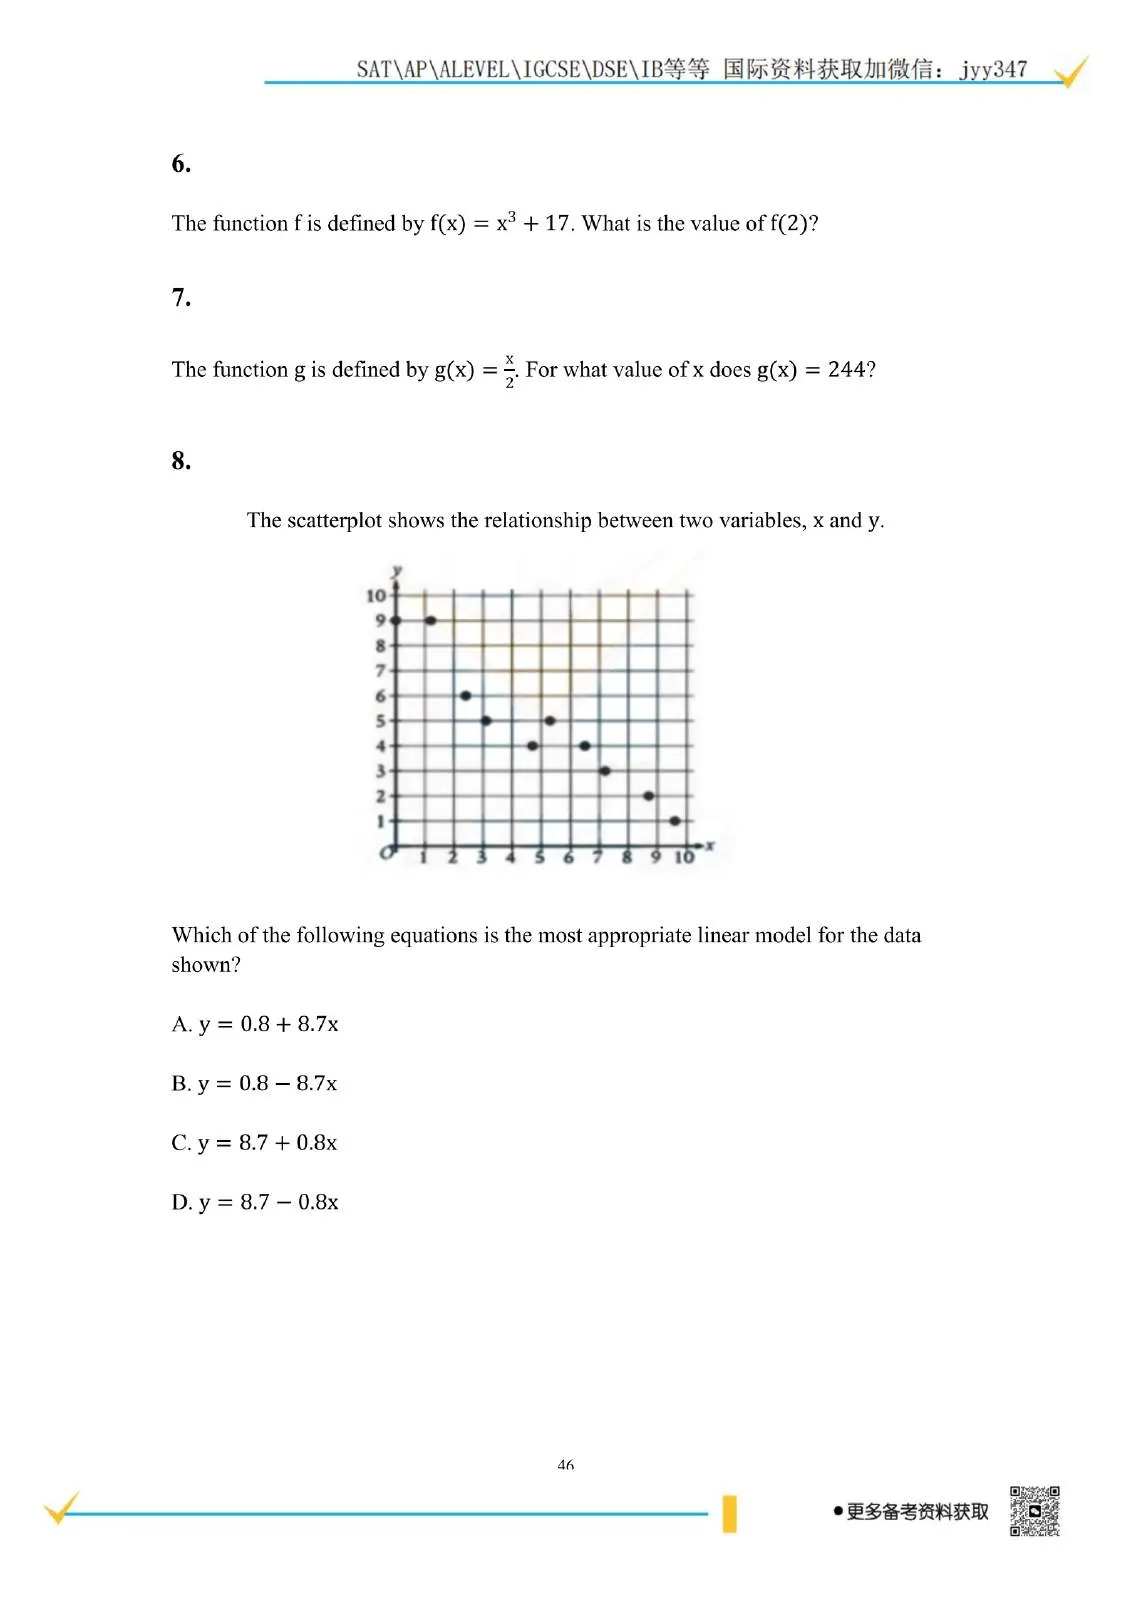 SAT\AP\ALEVEL\IGCSE\DSE\IB等等 国际资料获取加微信：jyy347
6.
The function f is defined by f(x) = x³ + 17. What is the value of f(2)?
7.
The function g is defined by g(x) = x/2. For what value of x does g(x) = 244?
8.
The scatterplot shows the relationship between two variables, x and y.
y
10
9
8
7
6
5
4
3
2
1
O 1 2 3 4 5 6 7 8 9 10 x
Which of the following equations is the most appropriate linear model for the data
shown?
A. y = 0.8 + 8.7x
B. y = 0.8 − 8.7x
C. y = 8.7 + 0.8x
D. y = 8.7 − 0.8x
46
●更多备考资料获取